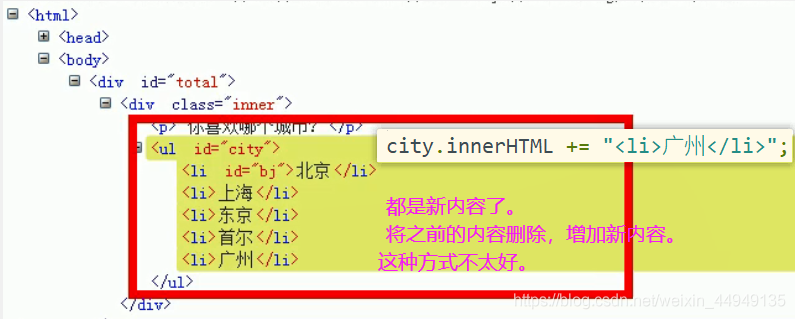 <html>
<head>
<body>
<div id="total">
<div class="inner">
<p> 你喜欢哪个城市? </p>
<ul id="city">
city.innerHTML += "<li>广州</li>";
<li id="bj">北京</li>
<li>上海</li>
<li>东京</li>
<li>首尔</li>
<li>广州</li>
都是新内容了。
将之前的内容删除，增加新内容。
这种方式不太好。
</ul>
</div>
https://blog.csdn.net/weixin_44949135